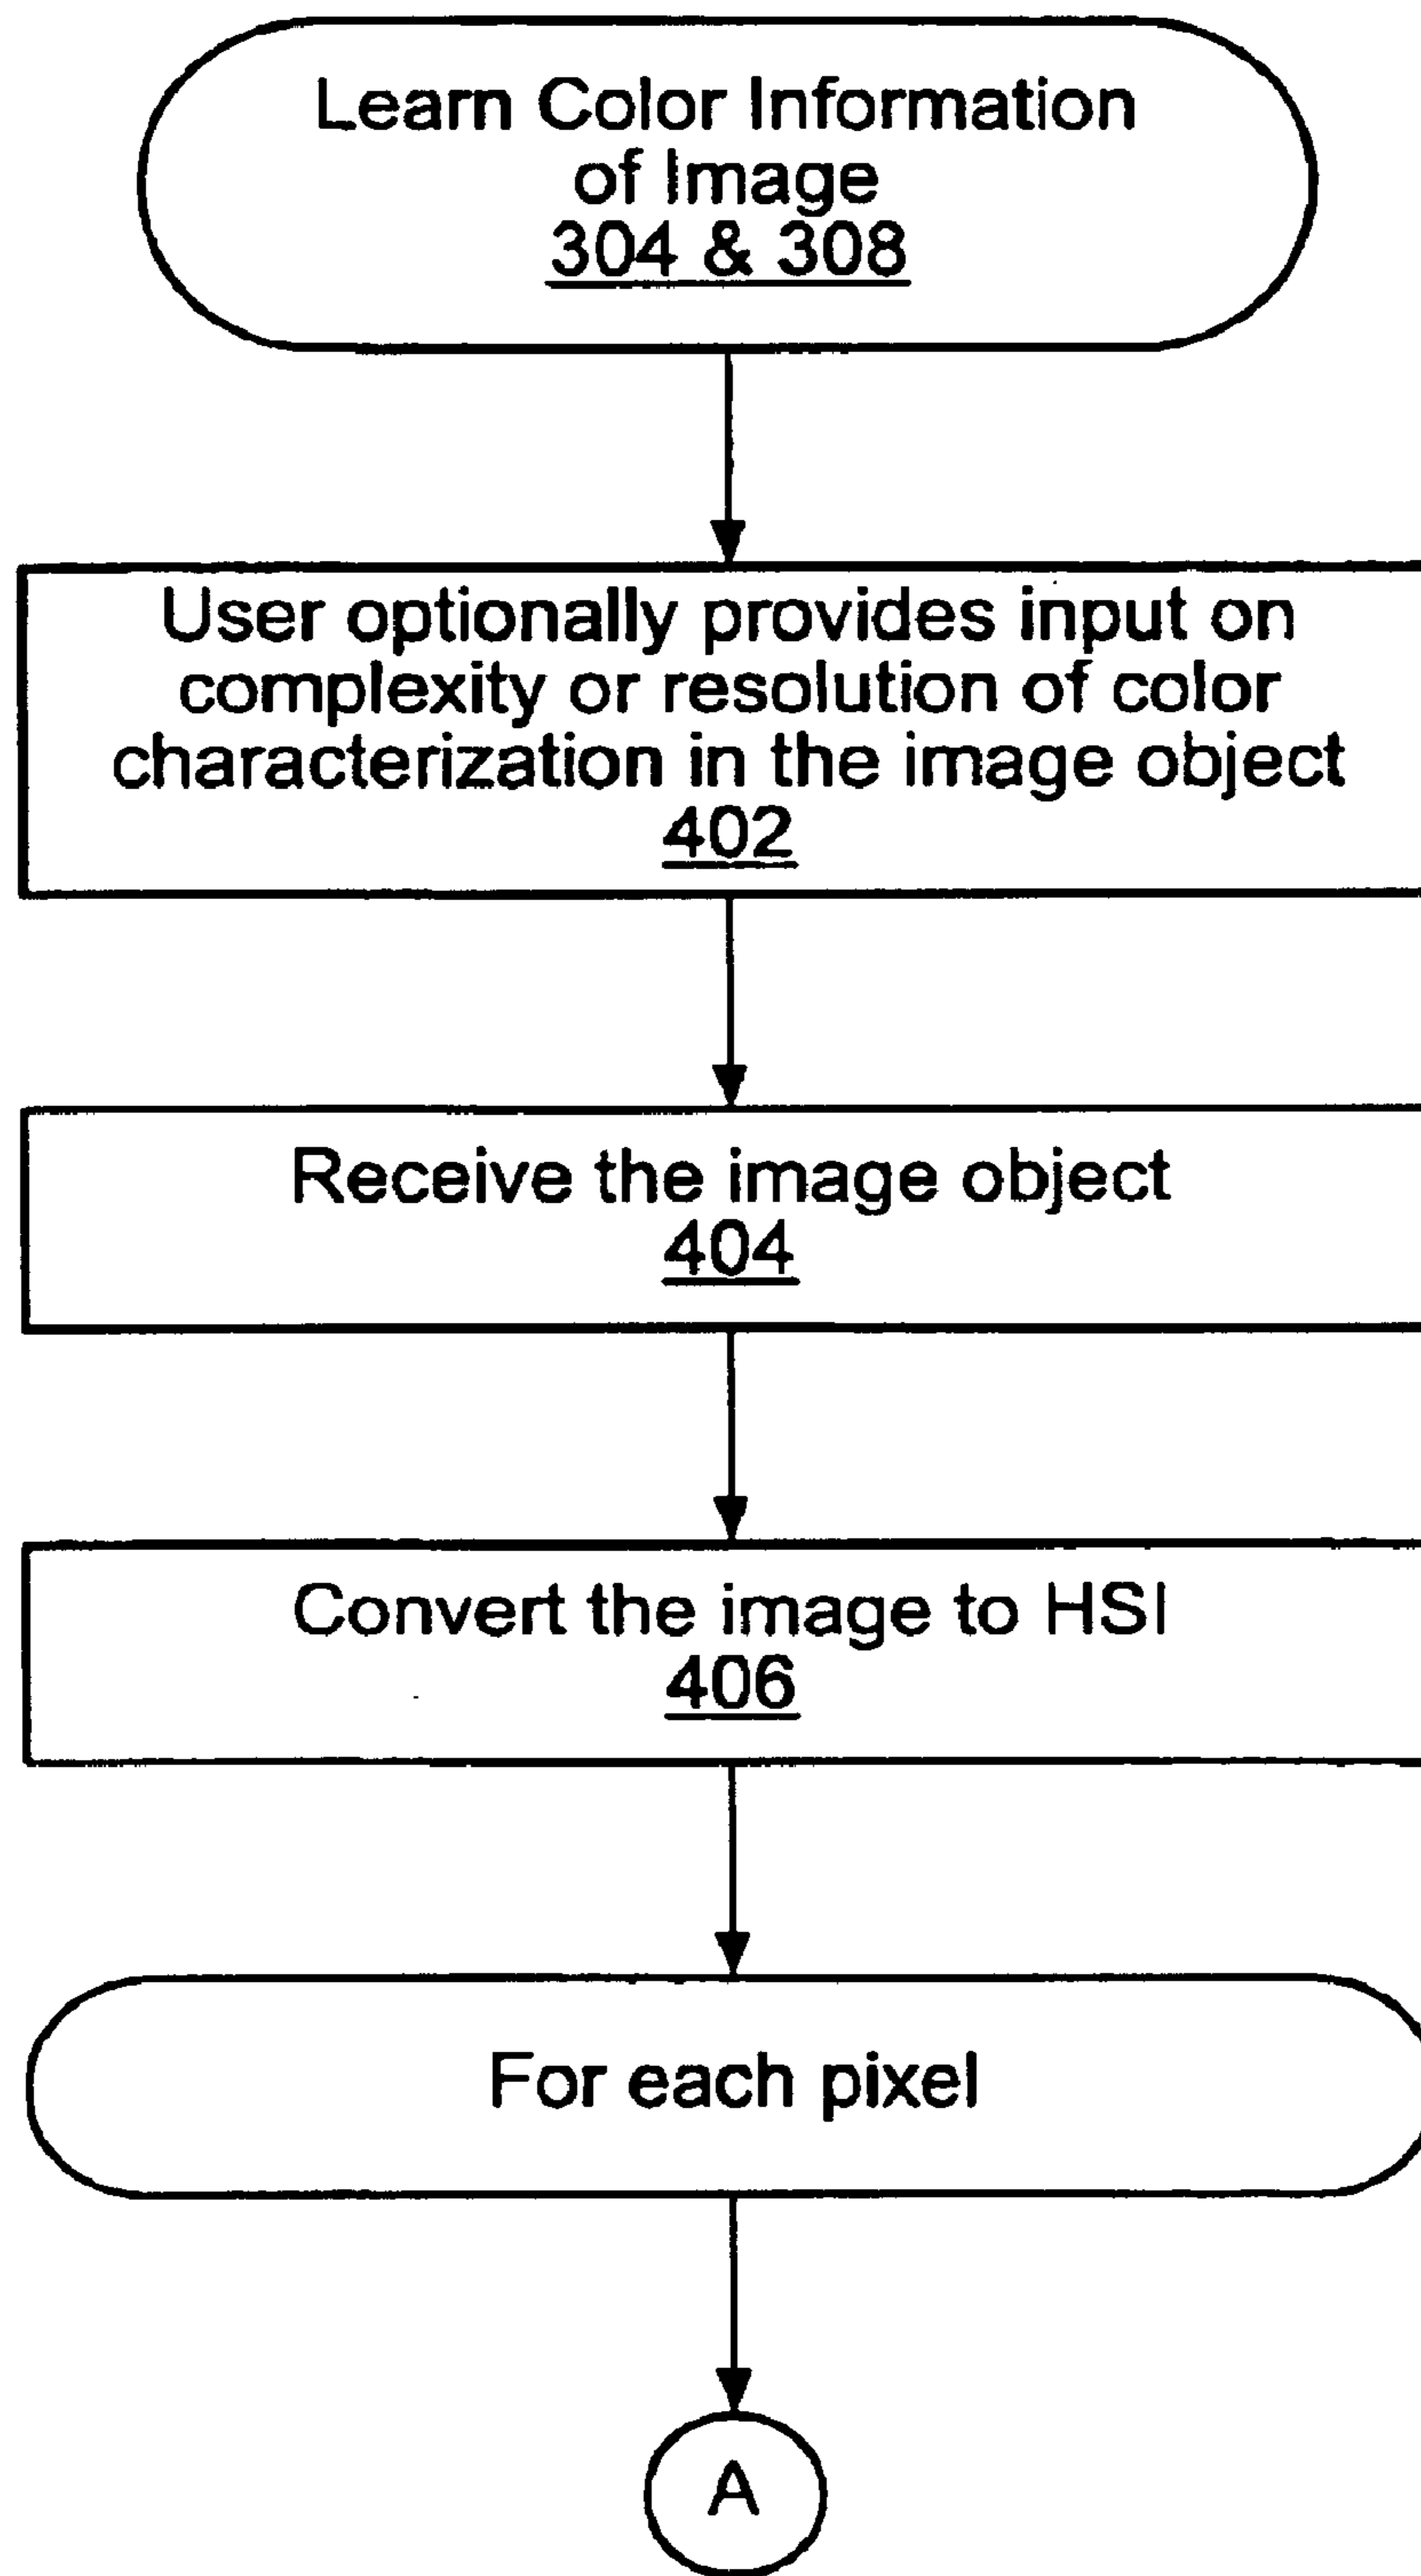 Learn Color Information
of Image
304 & 308
User optionally provides input on
complexity or resolution of color
characterization in the image object
402
Receive the image object
404
Convert the image to HSI
406
For each pixel
A